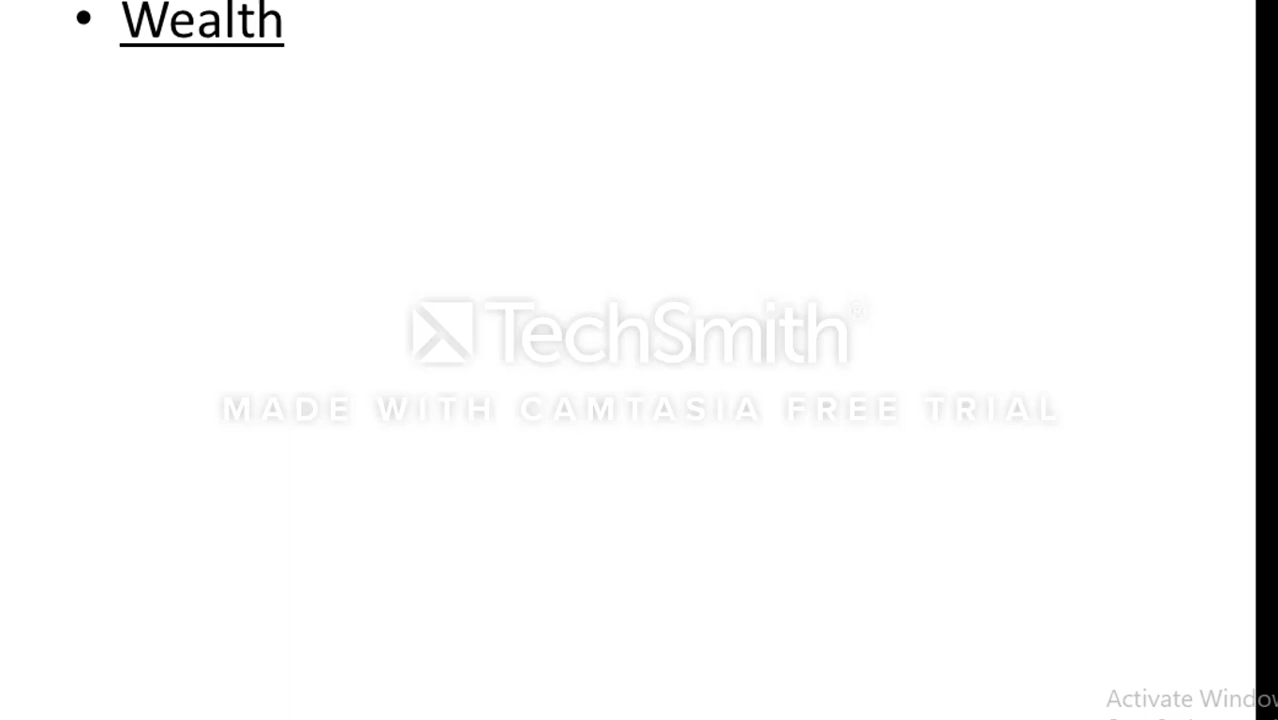 • Wealth
TechSmith®
MADE WITH CAMTASIA FREE TRIAL
Activate Windo